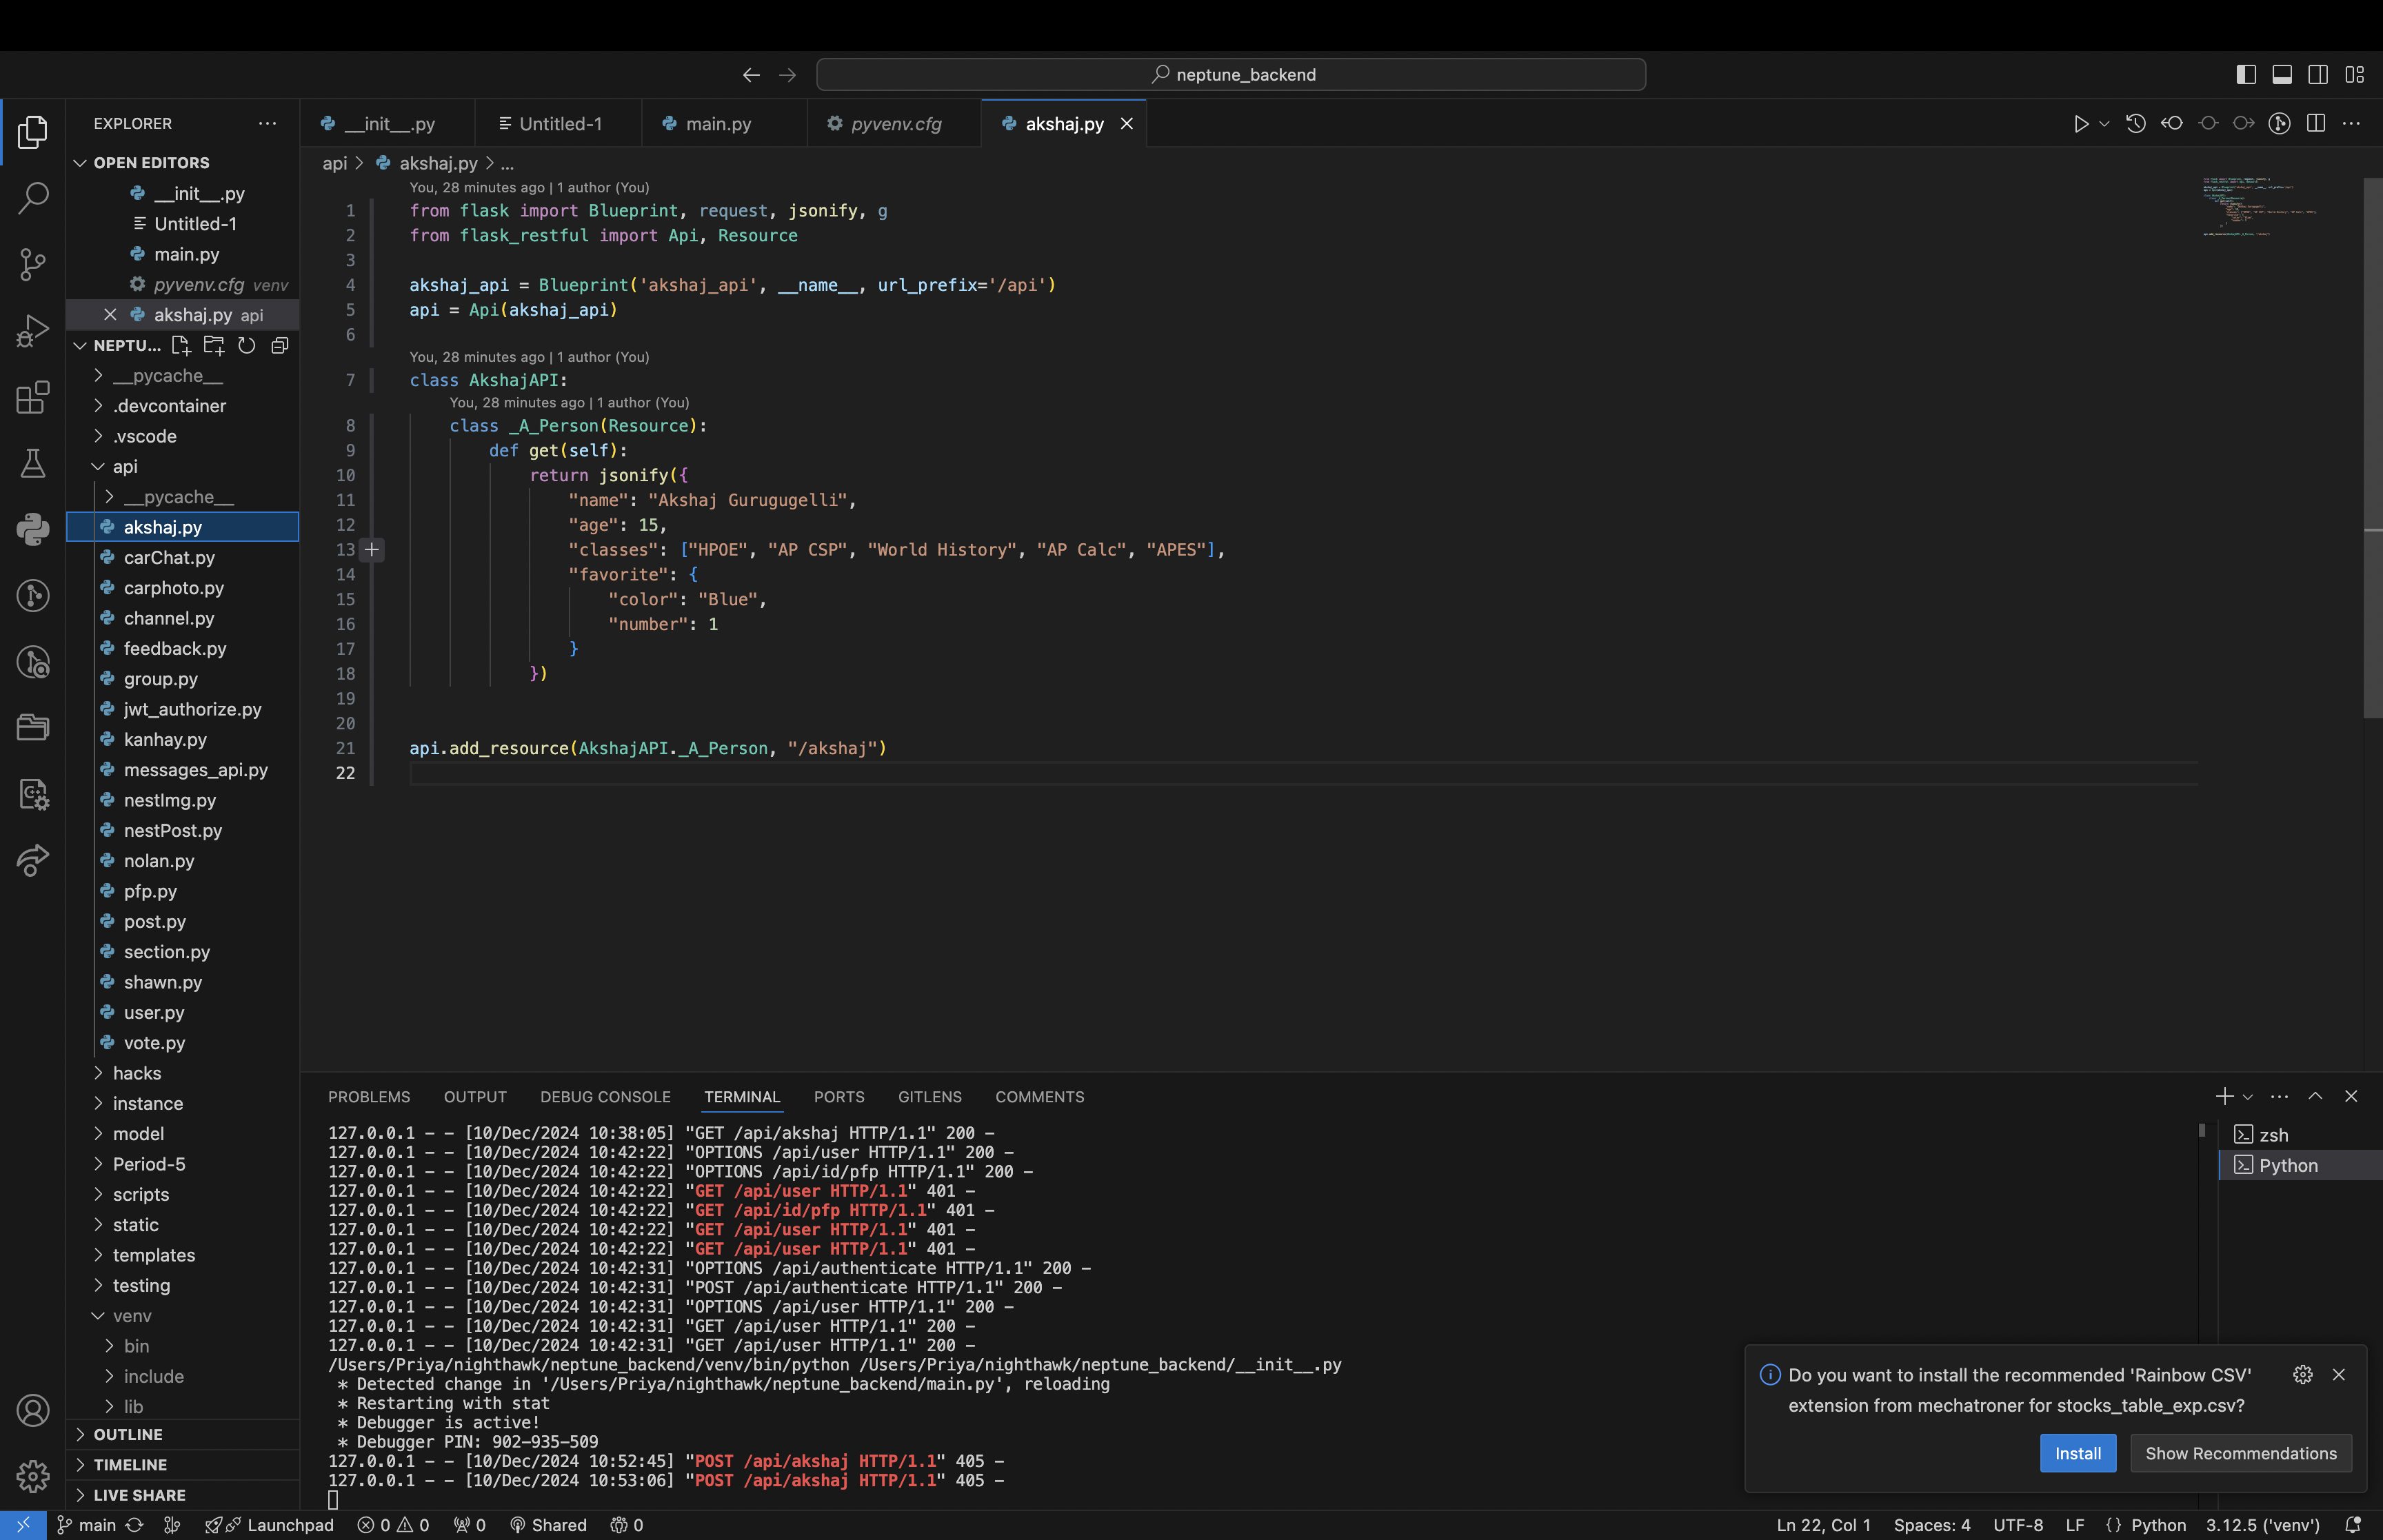 neptune_backend
EXPLORER
OPEN EDITORS
__init__.py
Untitled-1
main.py
pyvenv.cfg venv
akshaj.py api
NEPTU...
__pycache__
.devcontainer
.vscode
api
__pycache__
akshaj.py
carChat.py
carphoto.py
channel.py
feedback.py
group.py
jwt_authorize.py
kanhay.py
messages_api.py
nestImg.py
nestPost.py
nolan.py
pfp.py
post.py
section.py
shawn.py
user.py
vote.py
hacks
instance
model
Period-5
scripts
static
templates
testing
venv
bin
include
lib
OUTLINE
TIMELINE
LIVE SHARE
__init__.py Untitled-1 main.py pyvenv.cfg akshaj.py
api > akshaj.py > ...
You, 28 minutes ago | 1 author (You)
1 from flask import Blueprint, request, jsonify, g
2 from flask_restful import Api, Resource
3
4 akshaj_api = Blueprint('akshaj_api', __name__, url_prefix='/api')
5 api = Api(akshaj_api)
6
You, 28 minutes ago | 1 author (You)
7 class AkshajAPI:
You, 28 minutes ago | 1 author (You)
8 class _A_Person(Resource):
9 def get(self):
10 return jsonify({
11 "name": "Akshaj Gurugugelli",
12 "age": 15,
13 "classes": ["HPOE", "AP CSP", "World History", "AP Calc", "APES"],
14 "favorite": {
15 "color": "Blue",
16 "number": 1
17 }
18 })
19
20
21 api.add_resource(AkshajAPI._A_Person, "/akshaj")
22
PROBLEMS OUTPUT DEBUG CONSOLE TERMINAL PORTS GITLENS COMMENTS
127.0.0.1 - - [10/Dec/2024 10:38:05] "GET /api/akshaj HTTP/1.1" 200 -
127.0.0.1 - - [10/Dec/2024 10:42:22] "OPTIONS /api/user HTTP/1.1" 200 -
127.0.0.1 - - [10/Dec/2024 10:42:22] "OPTIONS /api/id/pfp HTTP/1.1" 200 -
127.0.0.1 - - [10/Dec/2024 10:42:22] "GET /api/user HTTP/1.1" 401 -
127.0.0.1 - - [10/Dec/2024 10:42:22] "GET /api/id/pfp HTTP/1.1" 401 -
127.0.0.1 - - [10/Dec/2024 10:42:22] "GET /api/user HTTP/1.1" 401 -
127.0.0.1 - - [10/Dec/2024 10:42:22] "GET /api/user HTTP/1.1" 401 -
127.0.0.1 - - [10/Dec/2024 10:42:31] "OPTIONS /api/authenticate HTTP/1.1" 200 -
127.0.0.1 - - [10/Dec/2024 10:42:31] "POST /api/authenticate HTTP/1.1" 200 -
127.0.0.1 - - [10/Dec/2024 10:42:31] "OPTIONS /api/user HTTP/1.1" 200 -
127.0.0.1 - - [10/Dec/2024 10:42:31] "GET /api/user HTTP/1.1" 200 -
127.0.0.1 - - [10/Dec/2024 10:42:31] "GET /api/user HTTP/1.1" 200 -
/Users/Priya/nighthawk/neptune_backend/venv/bin/python /Users/Priya/nighthawk/neptune_backend/__init__.py
* Detected change in '/Users/Priya/nighthawk/neptune_backend/main.py', reloading
* Restarting with stat
* Debugger is active!
* Debugger PIN: 902-935-509
127.0.0.1 - - [10/Dec/2024 10:52:45] "POST /api/akshaj HTTP/1.1" 405 -
127.0.0.1 - - [10/Dec/2024 10:53:06] "POST /api/akshaj HTTP/1.1" 405 -
zsh
Python
Do you want to install the recommended 'Rainbow CSV'
extension from mechatroner for stocks_table_exp.csv?
Install Show Recommendations
main Launchpad 0 0 0 Shared 0 Ln 22, Col 1 Spaces: 4 UTF-8 LF {} Python 3.12.5 ('venv')